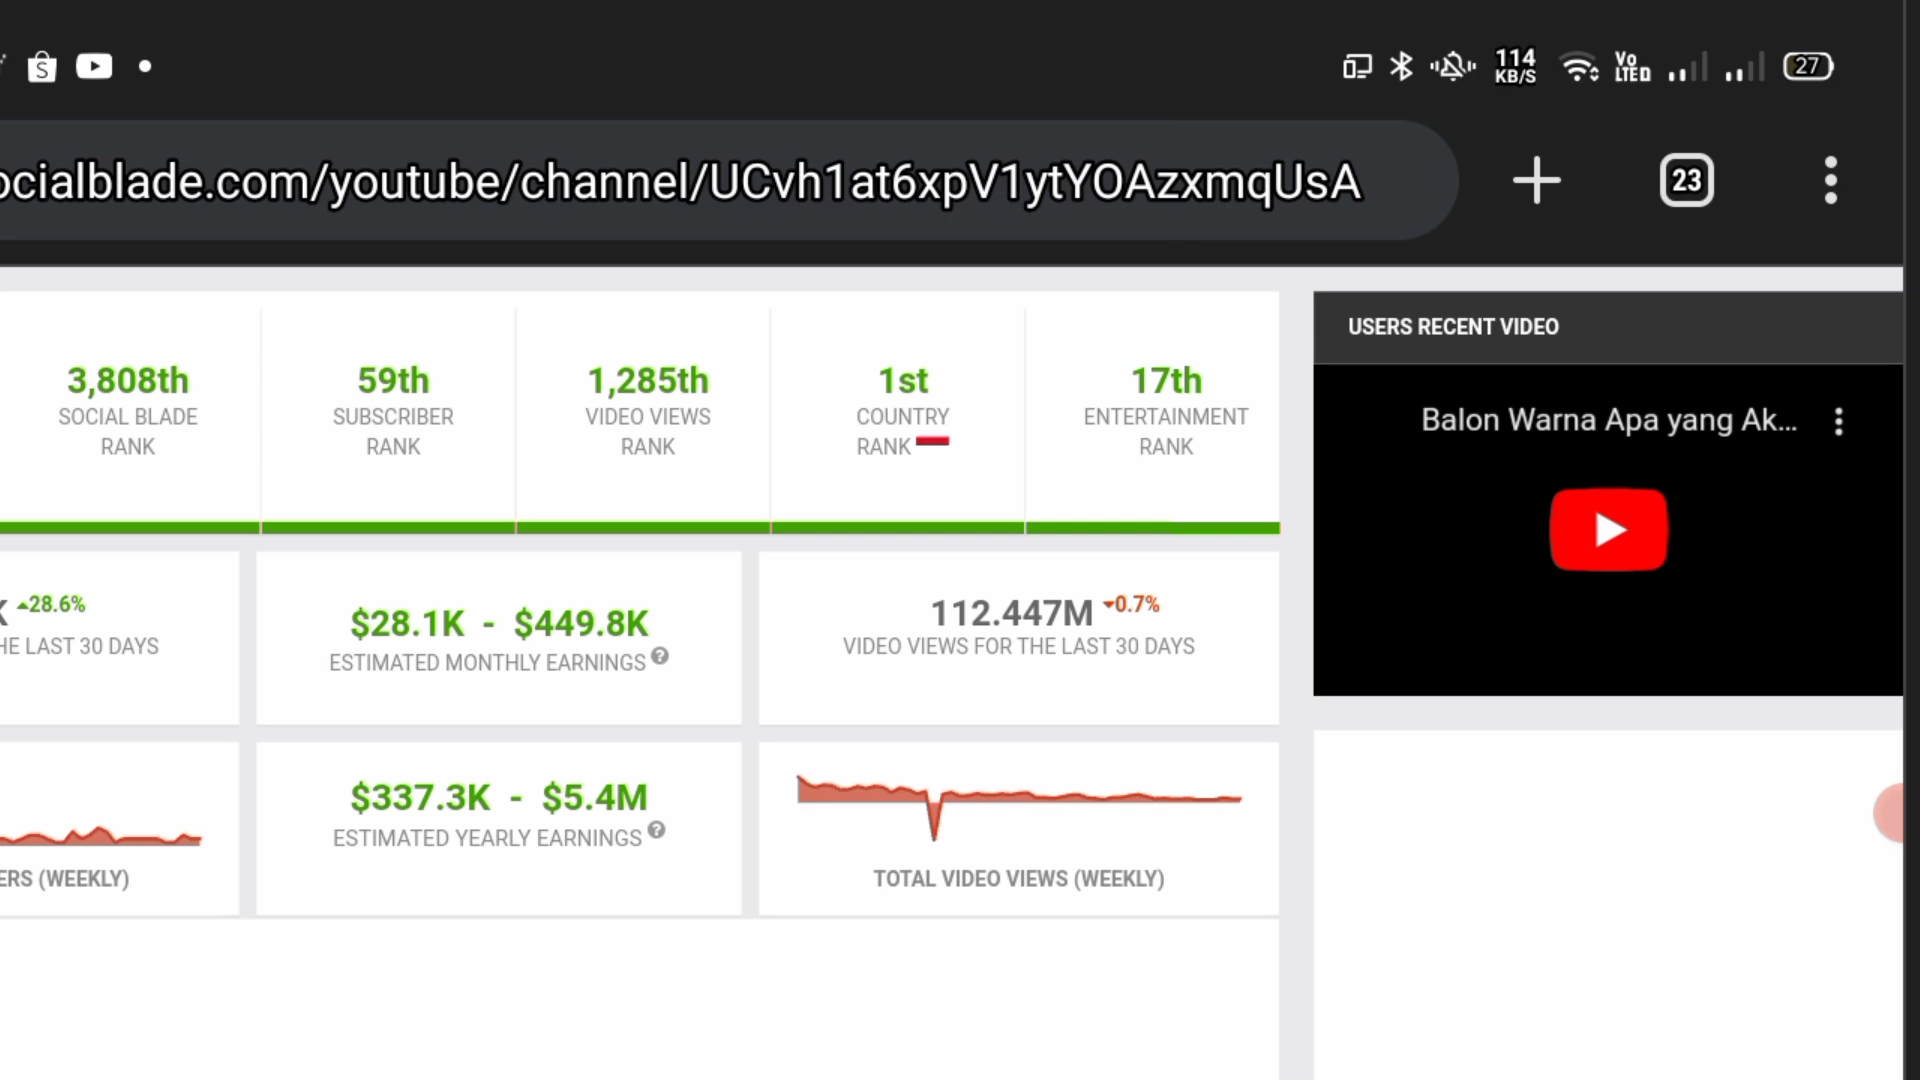 S
114
KB/S
Vo
LTED
27
ocialblade.com/youtube/channel/UCvh1at6xpV1ytYOAzxmqUsA
23
3,808th
SOCIAL BLADE
RANK
59th
SUBSCRIBER
RANK
1,285th
VIDEO VIEWS
RANK
1st
COUNTRY
RANK
17th
ENTERTAINMENT
RANK
USERS RECENT VIDEO
Balon Warna Apa yang Ak...
K 28.6%
HE LAST 30 DAYS
$28.1K - $449.8K
ESTIMATED MONTHLY EARNINGS ?
112.447M 0.7%
VIDEO VIEWS FOR THE LAST 30 DAYS
ERS (WEEKLY)
$337.3K - $5.4M
ESTIMATED YEARLY EARNINGS ?
TOTAL VIDEO VIEWS (WEEKLY)